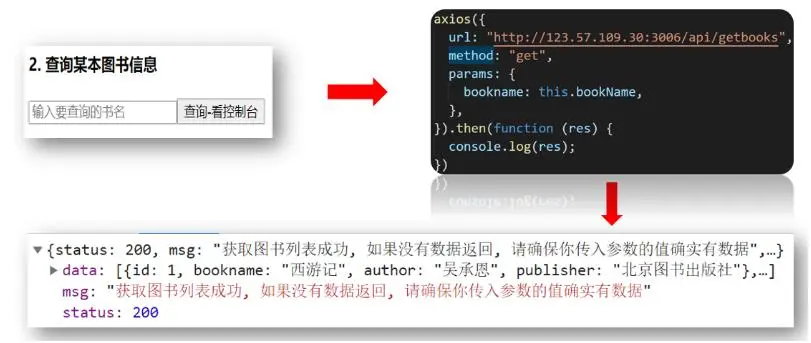 2. 查询某本图书信息
输入要查询的书名 查询-看控制台
axios({
url: "http://123.57.109.30:3006/api/getbooks",
method: "get",
params: {
bookname: this.bookName,
},
}).then(function (res) {
console.log(res);
})
{status: 200, msg: "获取图书列表成功, 如果没有数据返回, 请确保你传入参数的值确实有数据",…}
data: [{id: 1, bookname: "西游记", author: "吴承恩", publisher: "北京图书出版社"},…]
msg: "获取图书列表成功, 如果没有数据返回, 请确保你传入参数的值确实有数据"
status: 200